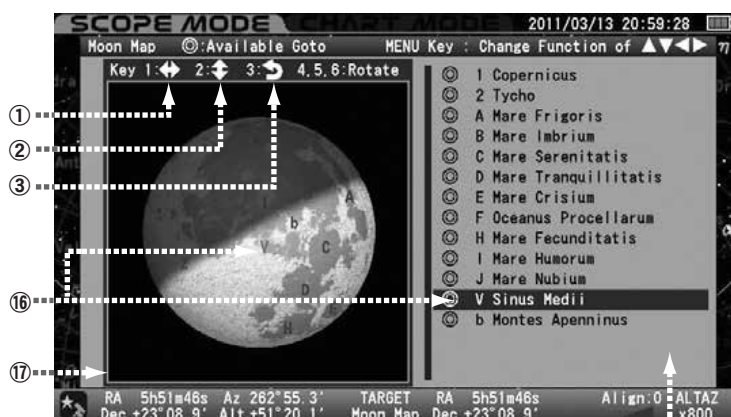 SCOPE MODE CHART MODE 2011/03/13 20:59:28
Moon Map ◎:Available Goto MENU Key : Change Function of ▲▼◀▶
Key 1: 2: 3: 4,5,6:Rotate
① 
②
③
⑯
⑰
A
b
V
C
D
E
H
◎ 1 Copernicus
◎ 2 Tycho
◎ A Mare Frigoris
◎ B Mare Imbrium
◎ C Mare Serenitatis
◎ D Mare Tranquillitatis
◎ E Mare Crisium
◎ F Oceanus Procellarum
◎ H Mare Fecunditatis
◎ I Mare Humorum
◎ J Mare Nubium
◎ V Sinus Medii
◎ b Montes Apenninus
RA 5h51m46s Az 262°55.3' TARGET RA 5h51m46s Align:0 ALTAZ
Dec +23°08.9' Alt +51°20.1' Moon Map Dec +23°08.9' x800